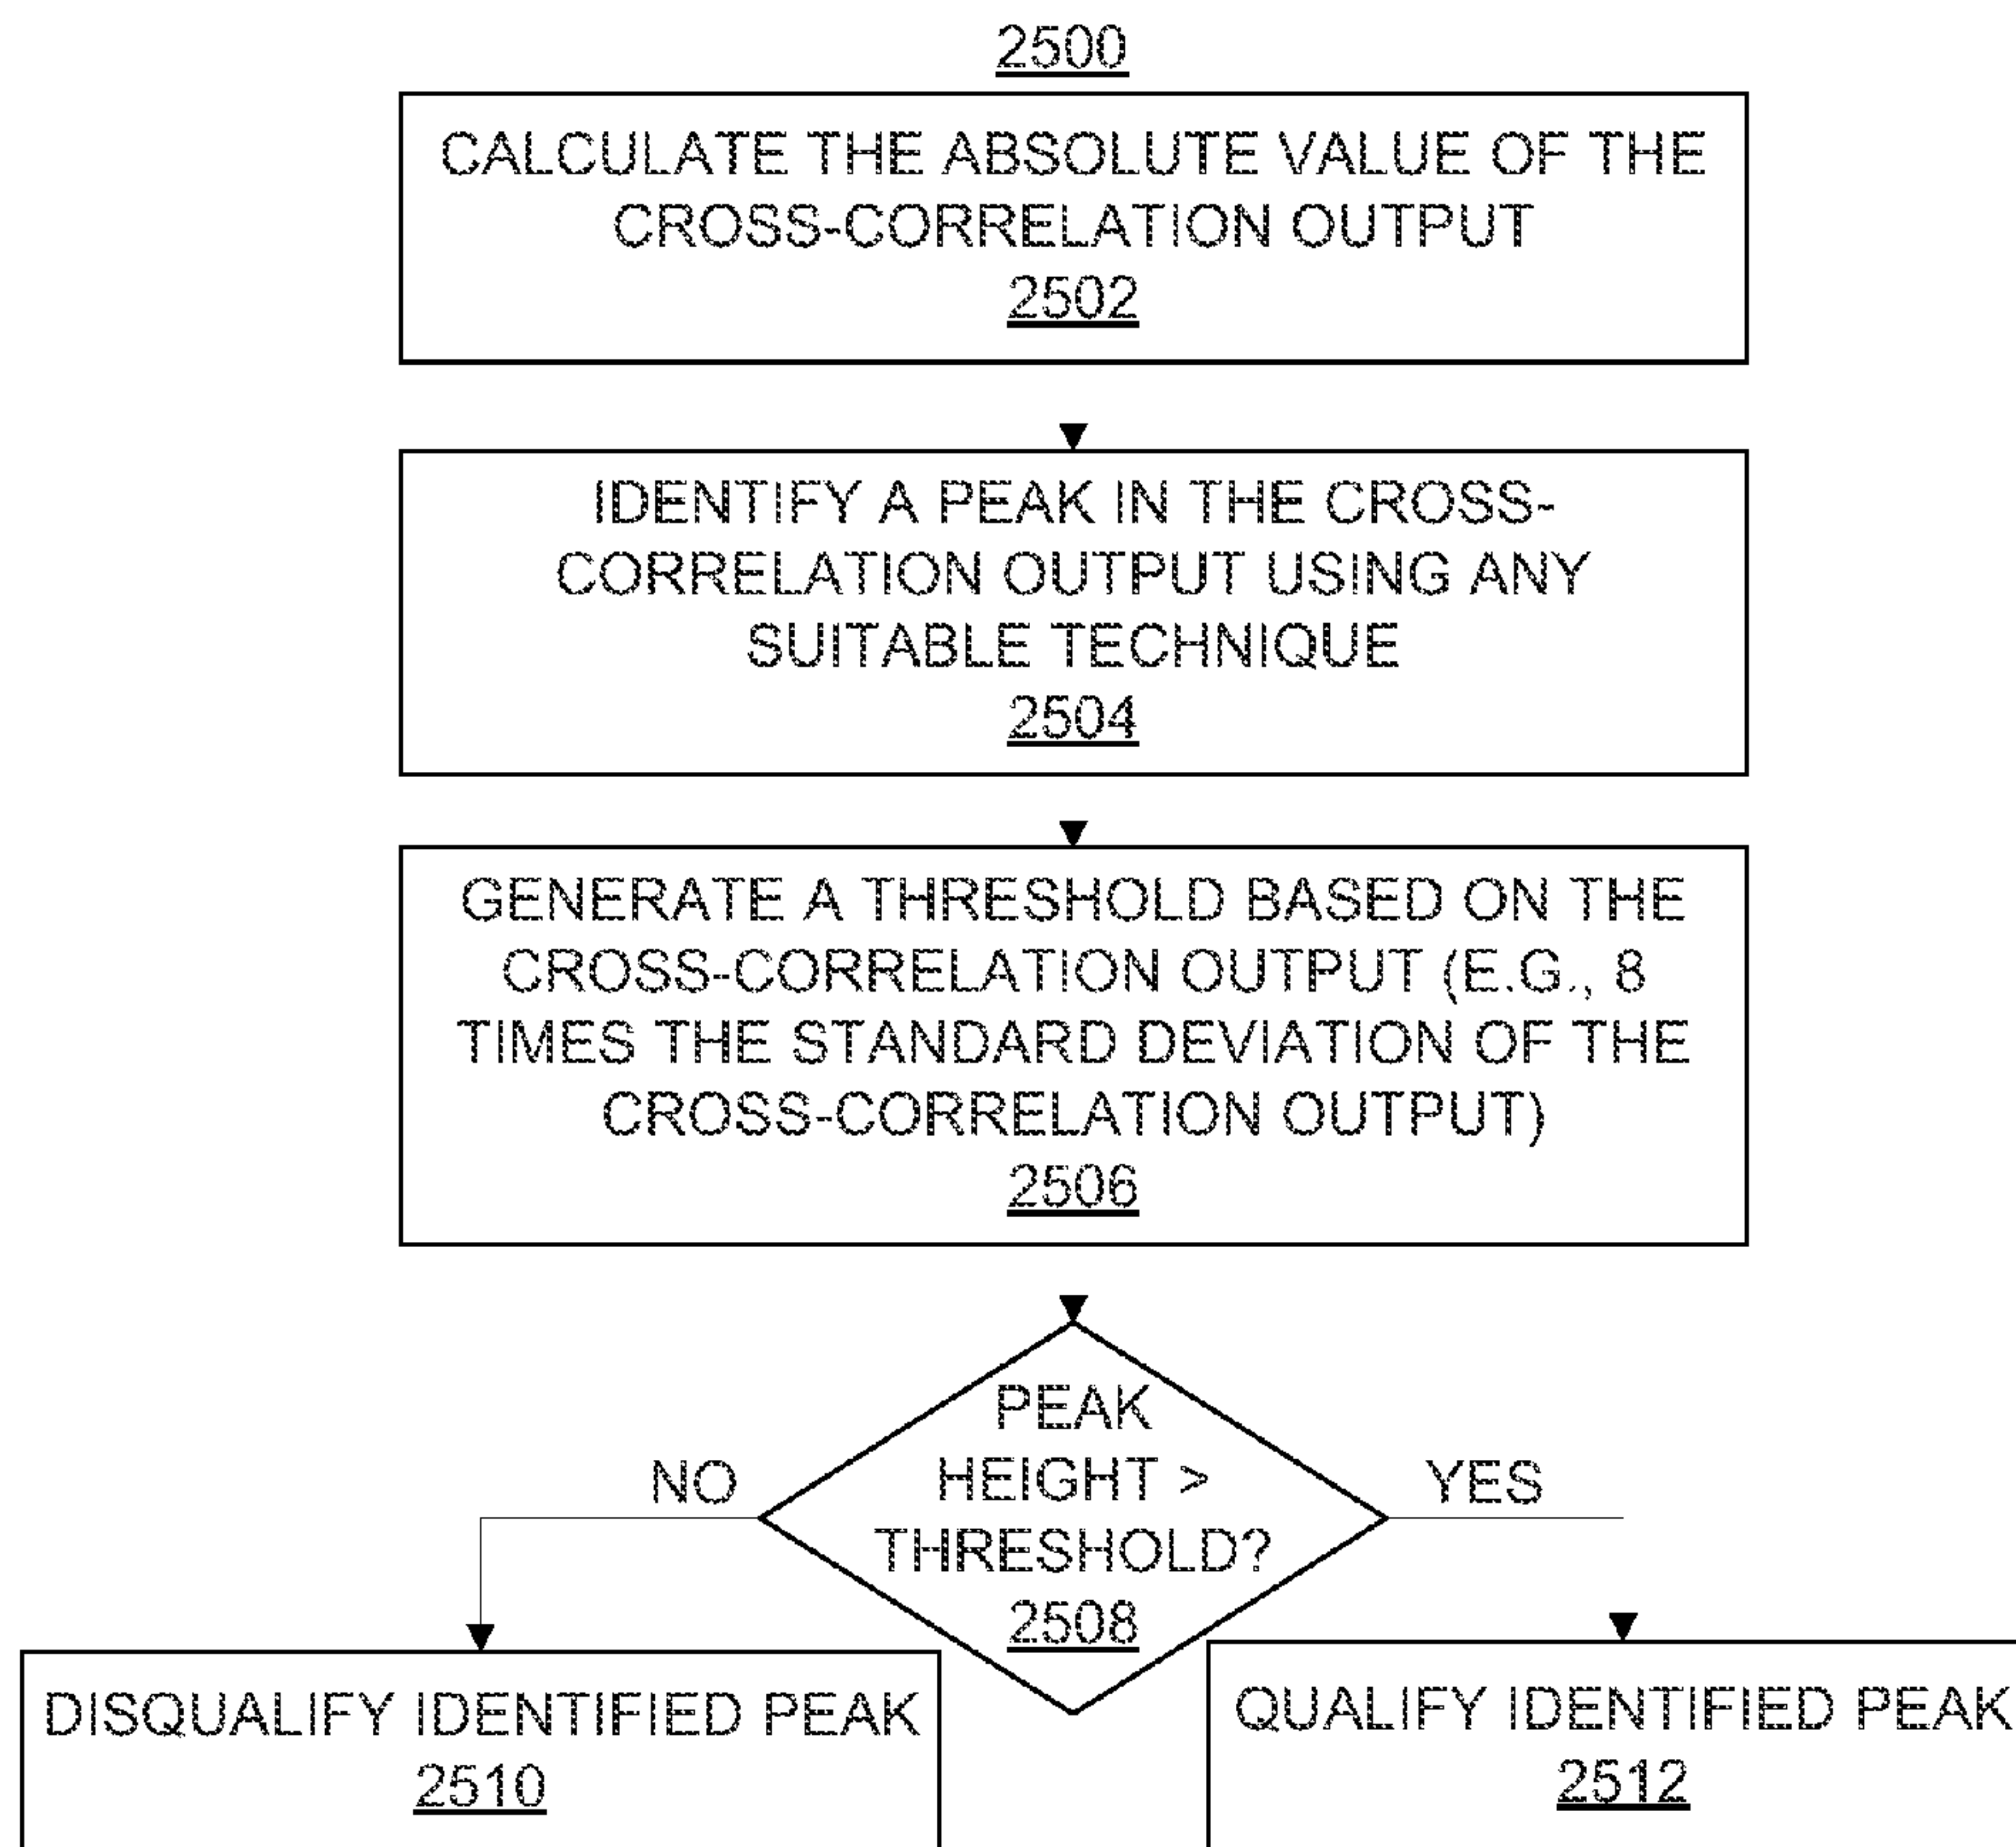 2500
CALCULATE THE ABSOLUTE VALUE OF THE
CROSS-CORRELATION OUTPUT
2502
IDENTIFY A PEAK IN THE CROSS-
CORRELATION OUTPUT USING ANY
SUITABLE TECHNIQUE
2504
GENERATE A THRESHOLD BASED ON THE
CROSS-CORRELATION OUTPUT (E.G., 8
TIMES THE STANDARD DEVIATION OF THE
CROSS-CORRELATION OUTPUT)
2506
PEAK
HEIGHT >
THRESHOLD?
2508
NO
YES
DISQUALIFY IDENTIFIED PEAK
2510
QUALIFY IDENTIFIED PEAK
2512